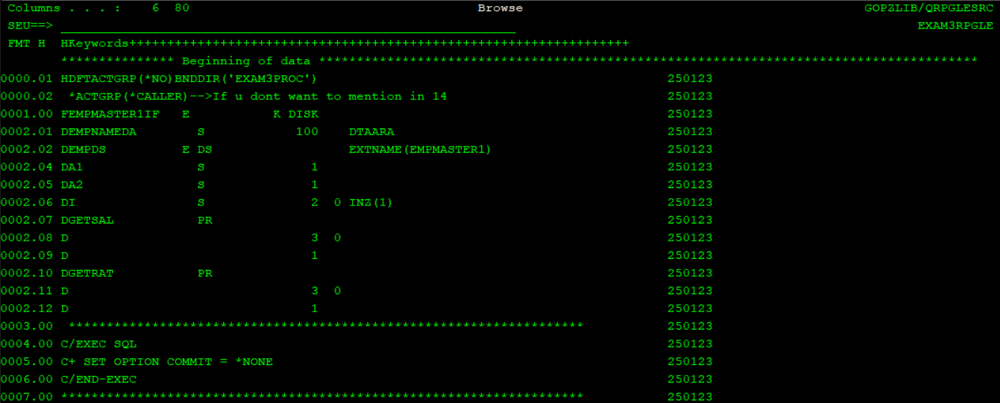 Columns . . . :    6  80                                      Browse                                             GOPZLIB/QRPGLESRC
SEU==> ____________________________________________________________                                                     EXAM3RPGLE
FMT H  HKeywords++++++++++++++++++++++++++++++++++++++++++++++++++++++++++++++++++
       *************** Beginning of data ***************************************************************************************
0000.01 HDFTACTGRP(*NO)BNDDIR('EXAM3PROC')                                              250123
0000.02  *ACTGRP(*CALLER)-->If u dont want to mention in 14                             250123
0001.00 FEMPMASTER1IF   E           K DISK                                              250123
0002.01 DEMPNAMEDA        S            100    DTAARA                                    250123
0002.02 DEMPDS          E DS                  EXTNAME(EMPMASTER1)                       250123
0002.04 DA1               S              1                                              250123
0002.05 DA2               S              1                                              250123
0002.06 DI                S              2  0 INZ(1)                                    250123
0002.07 DGETSAL           PR                                                            250123
0002.08 D                                3  0                                           250123
0002.09 D                                1                                              250123
0002.10 DGETRAT           PR                                                            250123
0002.11 D                                3  0                                           250123
0002.12 D                                1                                              250123
0003.00  ********************************************************************           250123
0004.00 C/EXEC SQL                                                                      250123
0005.00 C+ SET OPTION COMMIT = *NONE                                                    250123
0006.00 C/END-EXEC                                                                      250123
0007.00 *********************************************************************           250123